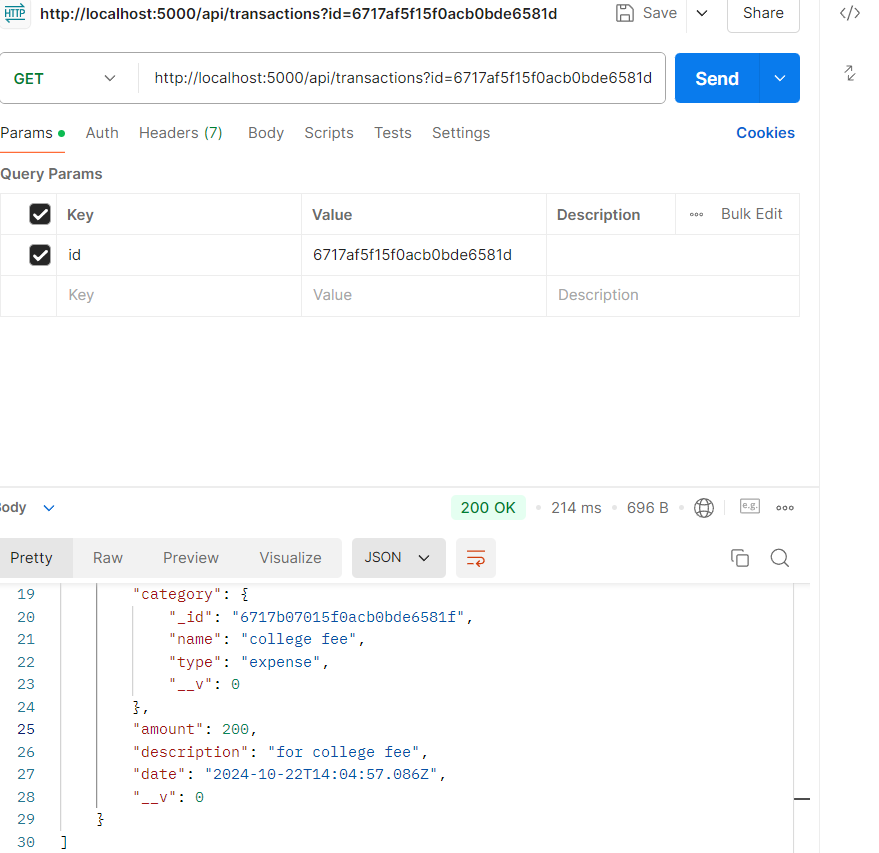 HTTP http://localhost:5000/api/transactions?id=6717af5f15f0acb0bde6581d Save Share </>
GET http://localhost:5000/api/transactions?id=6717af5f15f0acb0bde6581d Send
Params Auth Headers (7) Body Scripts Tests Settings Cookies
Query Params
Key Value Description Bulk Edit
id 6717af5f15f0acb0bde6581d
Key Value Description
Body 200 OK 214 ms 696 B e.g.
Pretty Raw Preview Visualize JSON
19 "category": {
20 "_id": "6717b07015f0acb0bde6581f",
21 "name": "college fee",
22 "type": "expense",
23 "__v": 0
24 },
25 "amount": 200,
26 "description": "for college fee",
27 "date": "2024-10-22T14:04:57.086Z",
28 "__v": 0
29 }
30 ]